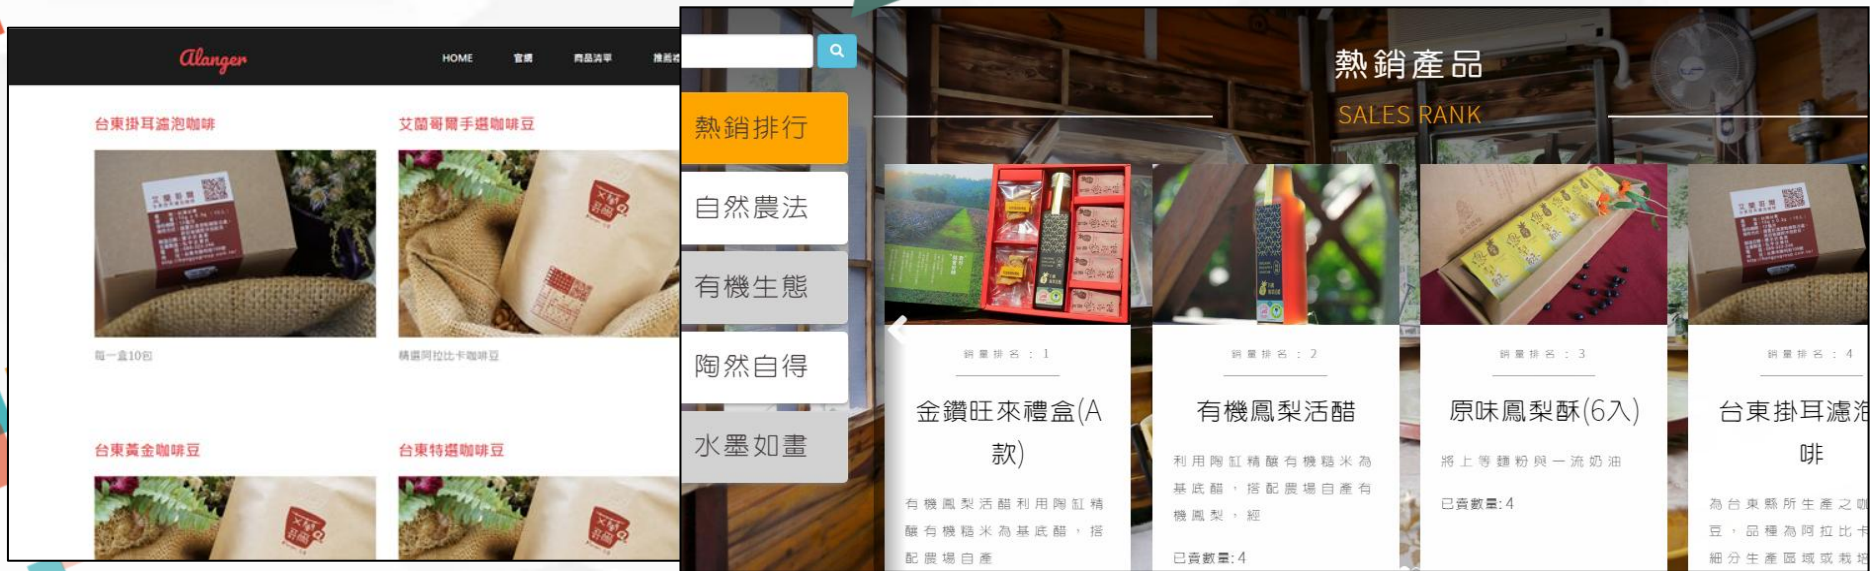 Alanger
HOME
官網
商品清單
台東掛耳濾泡咖啡
艾蘭哥爾手選咖啡豆
每一盒10包
精選阿拉比卡咖啡豆
台東黃金咖啡豆
台東特選咖啡豆
熱銷排行
自然農法
有機生態
陶然自得
水墨如畫
熱銷產品
SALES RANK
銷量排名:1
金鑽旺來禮盒(A
款)
有機鳳梨活醋利用陶缸精
釀有機糙米為基底醋,搭
配農場自產
銷量排名:2
有機鳳梨活醋
利用陶缸精釀有機糙米為
基底醋,搭配農場自產有
機鳳梨,經
已賣數量:4
銷量排名:3
原味鳳梨酥(6入)
將上等麵粉與一流奶油
已賣數量:4
銷量排名:4
台東掛耳濾泡
啡
為台東縣所生產之咖
豆,品種為阿拉比卡
細分生產區域或栽培